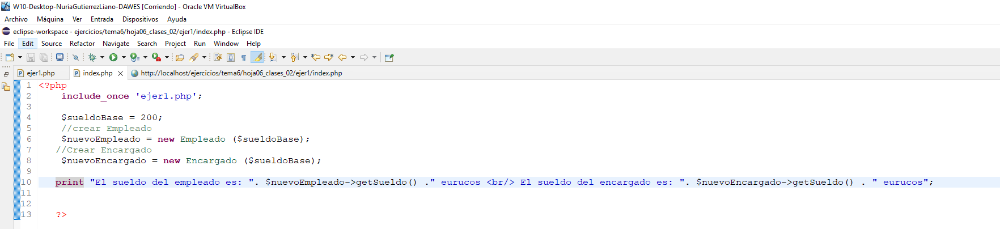 W10-Desktop-NuriaGutierrezLiano-DAWES [Corriendo] - Oracle VM VirtualBox
Archivo Máquina Ver Entrada Dispositivos Ayuda
eclipse-workspace - ejercicios/tema6/hoja06_clases_02/ejer1/index.php - Eclipse IDE
File Edit Source Refactor Navigate Search Project Run Window Help
ejer1.php index.php http://localhost/ejercicios/tema6/hoja06_clases_02/ejer1/index.php
1 <?php
2 include_once 'ejer1.php';
3
4 $sueldoBase = 200;
5 //crear Empleado
6 $nuevoEmpleado = new Empleado ($sueldoBase);
7 //Crear Encargado
8 $nuevoEncargado = new Encargado ($sueldoBase);
9
10 print "El sueldo del empleado es: ". $nuevoEmpleado->getSueldo() ." eurucos <br/> El sueldo del encargado es: ". $nuevoEncargado->getSueldo() . " eurucos";
11
12
13 ?>